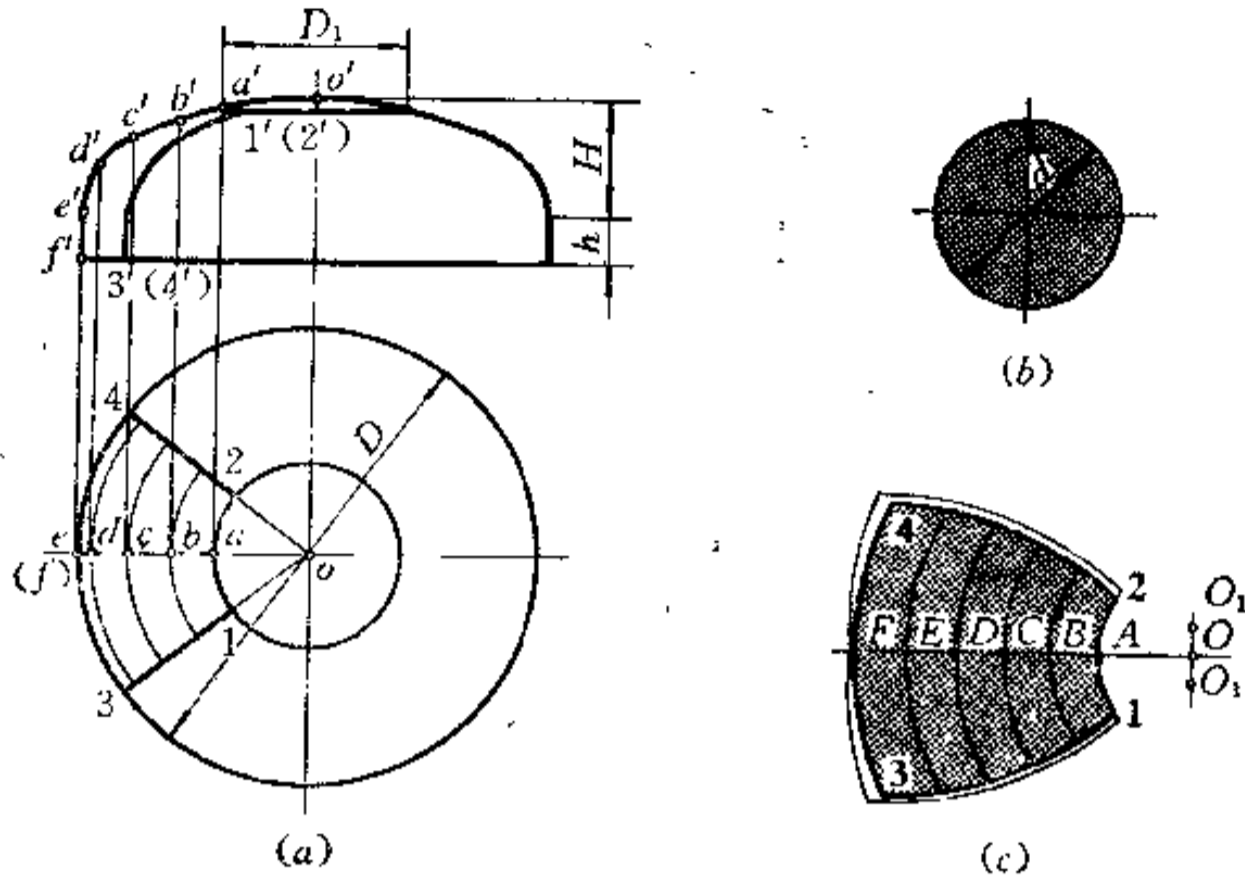 D₁
a' o'
b'
c'
1'(2')
d'
H
e'
h
f'
3'(4')
4
D
2
e d c b a
(f) o
1
3
(a)
d
(b)
4
2
O₁
F E D C B A O
O₁
1
3
(c)